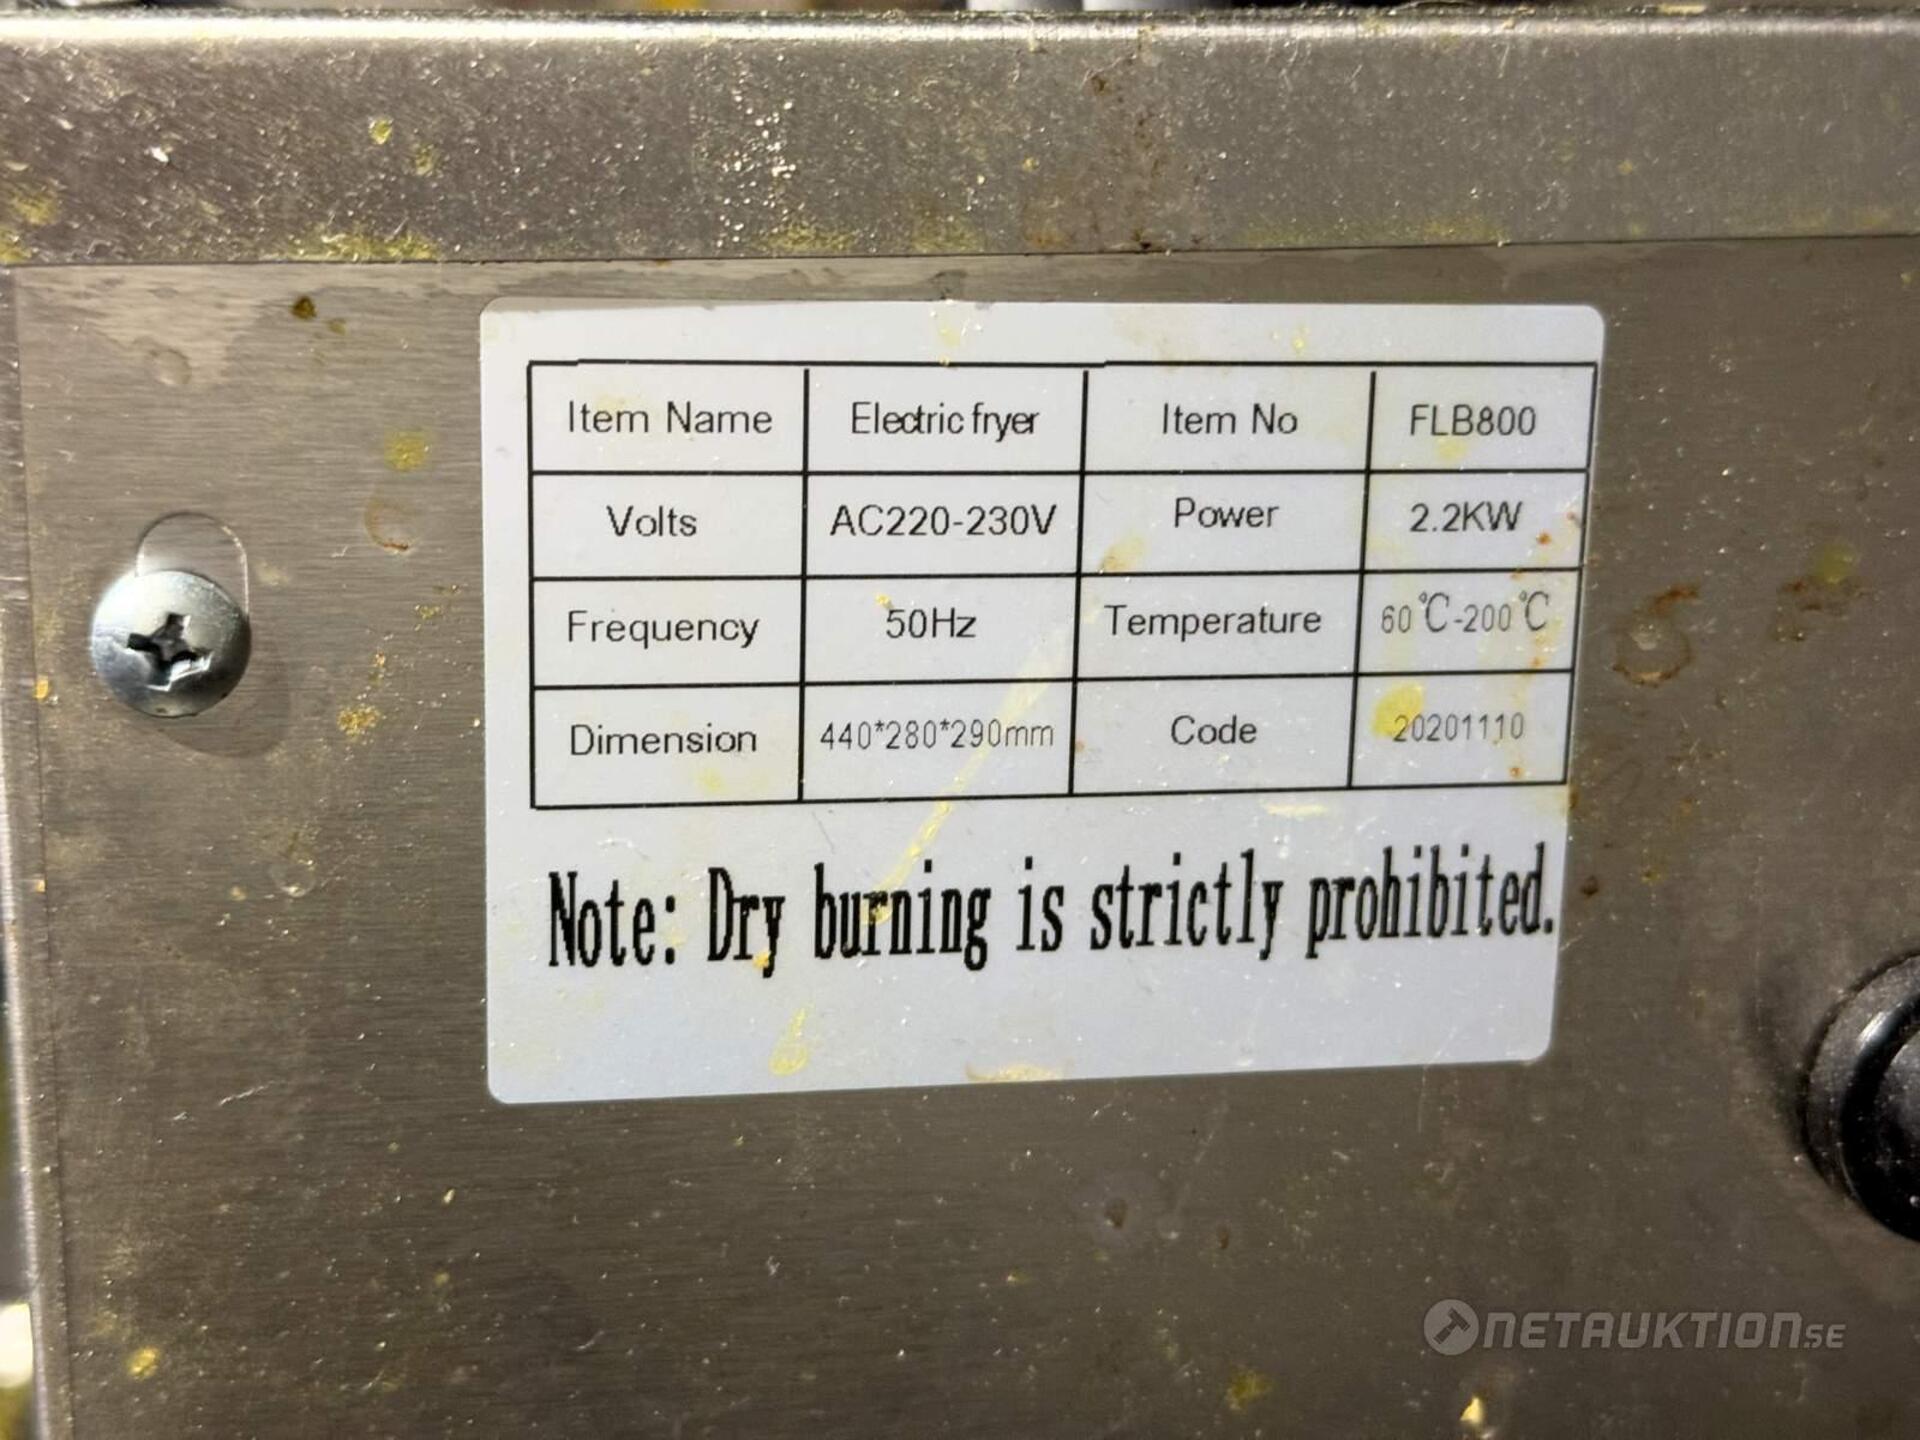 Item Name Electric fryer Item No FLB800
Volts AC220-230V Power 2.2KW
Frequency 50Hz Temperature 60℃-200℃
Dimension 440*280*290mm Code 20201110
Note: Dry burning is strictly prohibited.
NETAUKTION.SE